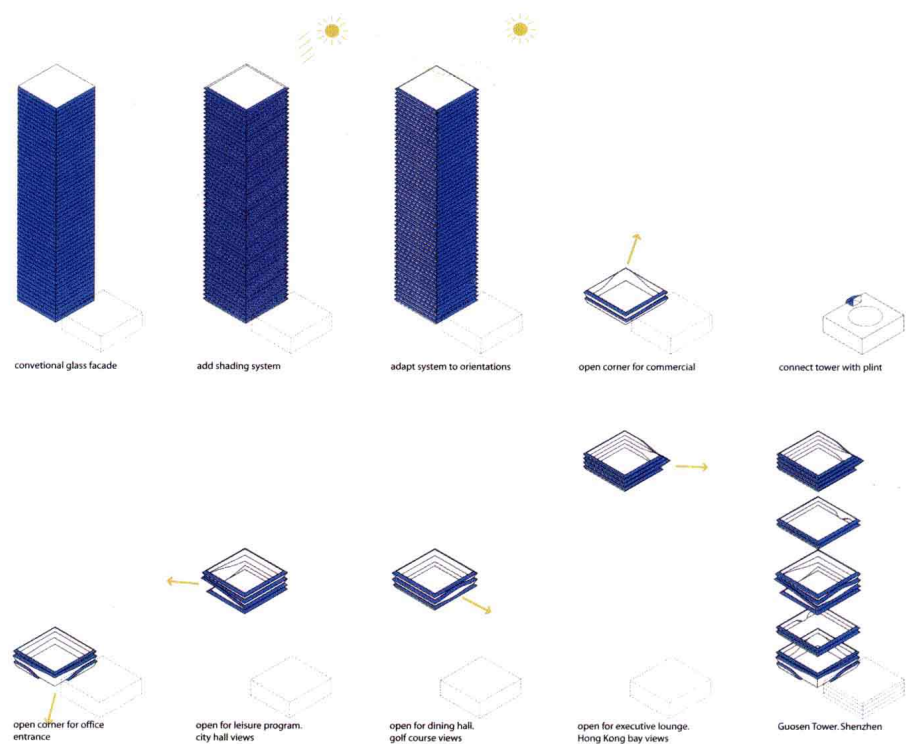 convetional glass facade
add shading system
adapt system to orientations
open corner for commercial
connect tower with plint
open corner for office
entrance
open for leisure program.
city hall views
open for dining hall.
golf course views
open for executive lounge.
Hong Kong bay views
Guosen Tower. Shenzhen